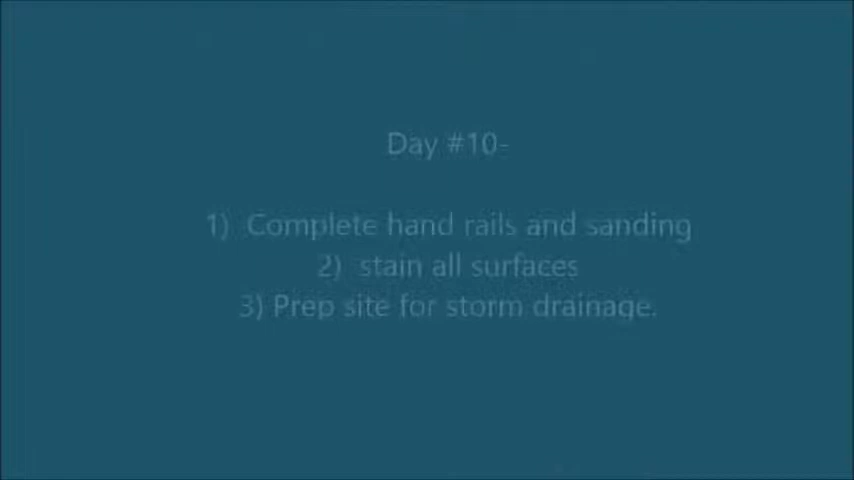 Day #10-
1) Complete hand rails and sanding
2) stain all surfaces
3) Prep site for storm drainage.